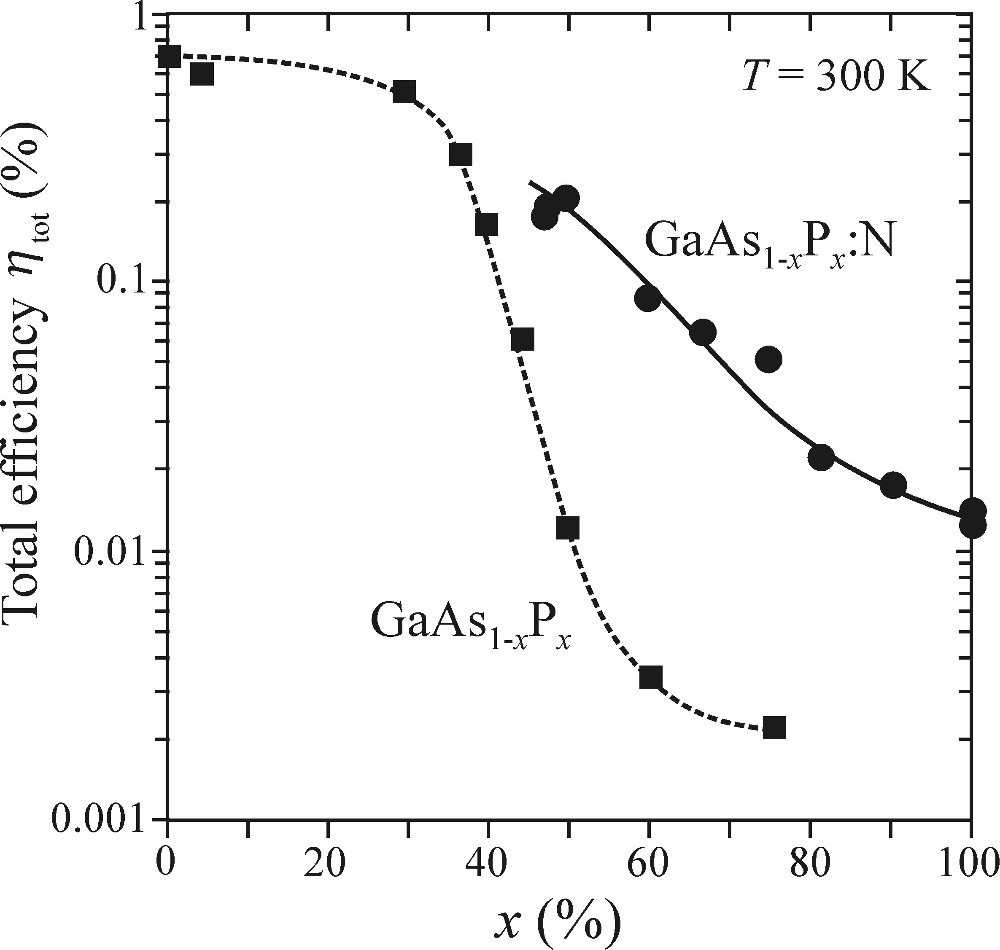 1
T = 300 K
GaAs₁₋ₓPₓ:N
0.1
Total efficiency ηtot (%)
0.01
GaAs₁₋ₓPₓ
0.001
0 20 40 60 80 100
x (%)